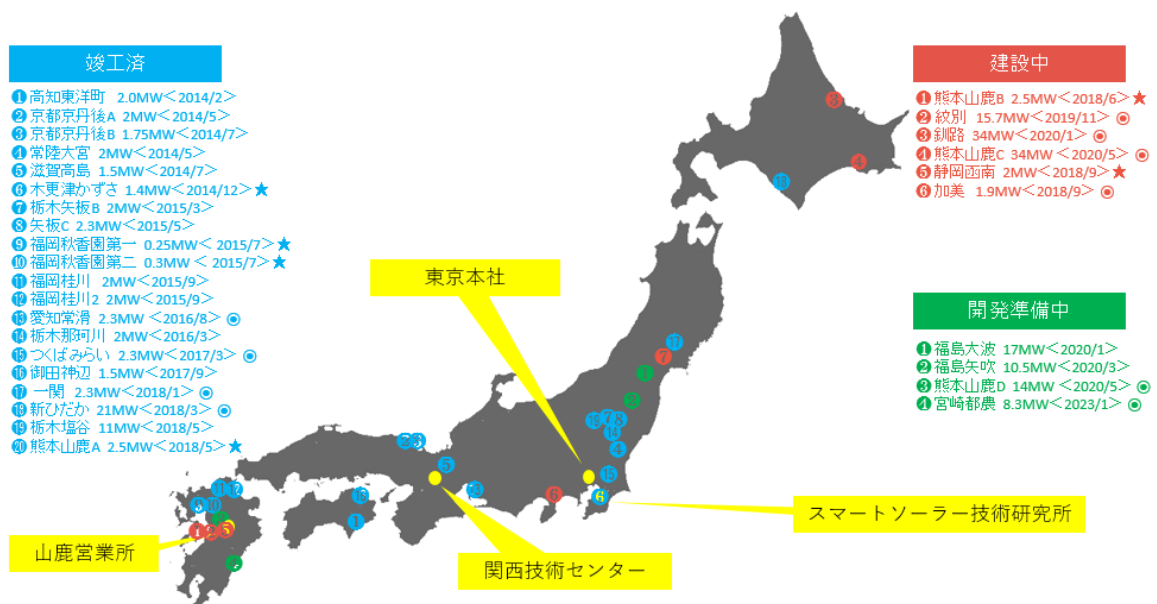 竣工済
❶高知東洋町 2.0MW<2014/2>
❷京都京丹後A 2MW<2014/5>
❸京都京丹後B 1.75MW<2014/7>
❹常陸大宮 2MW<2014/5>
❺滋賀高島 1.5MW<2014/7>
❻木更津かずさ 1.4MW<2014/12>★
❼栃木矢板B 2MW<2015/3>
❽矢板C 2.3MW<2015/5>
❾福岡秋香園第一 0.25MW< 2015/7>★
❿福岡秋香園第二 0.3MW < 2015/7>★
⓫福岡桂川 2MW<2015/9>
⓬福岡桂川2 2MW<2015/9>
⓭愛知常滑 2.3MW <2016/8> ◉
⓮栃木那珂川 2MW<2016/3>
⓯つくばみらい 2.3MW<2017/3> ◉
⓰御田神辺 1.5MW<2017/9>
⓱一関 2.3MW<2018/1> ◉
⓲新ひだか 21MW<2018/3> ◉
⓳栃木塩谷 11MW<2018/5>
⓴熊本山鹿A 2.5MW<2018/5>★
建設中
❶熊本山鹿B 2.5MW<2018/6>★
❷紋別 15.7MW<2019/11> ◉
❸釧路 34MW<2020/1> ◉
❹熊本山鹿C 34MW <2020/5> ◉
❺静岡函南 2MW<2018/9>★
❻加美 1.9MW<2018/9> ◉
開発準備中
❶福島大波 17MW<2020/1>
❷福島矢吹 10.5MW<2020/3>
❸熊本山鹿D 14MW <2020/5> ◉
❹宮崎都農 8.3MW<2023/1> ◉
東京本社
スマートソーラー技術研究所
関西技術センター
山鹿営業所